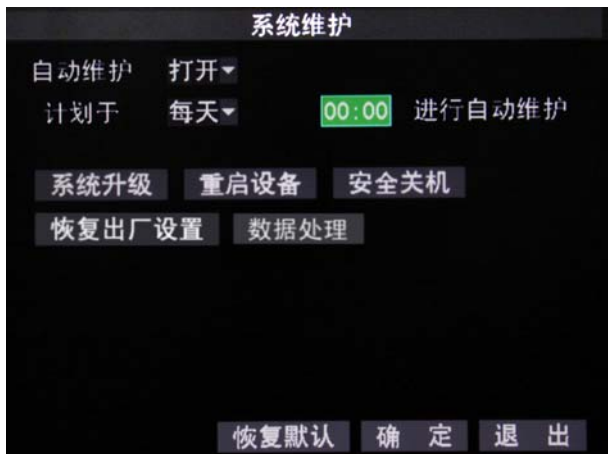 系统维护
自动维护 打开
计划于 每天 00:00 进行自动维护
系统升级 重启设备 安全关机
恢复出厂设置 数据处理
恢复默认 确 定 退 出